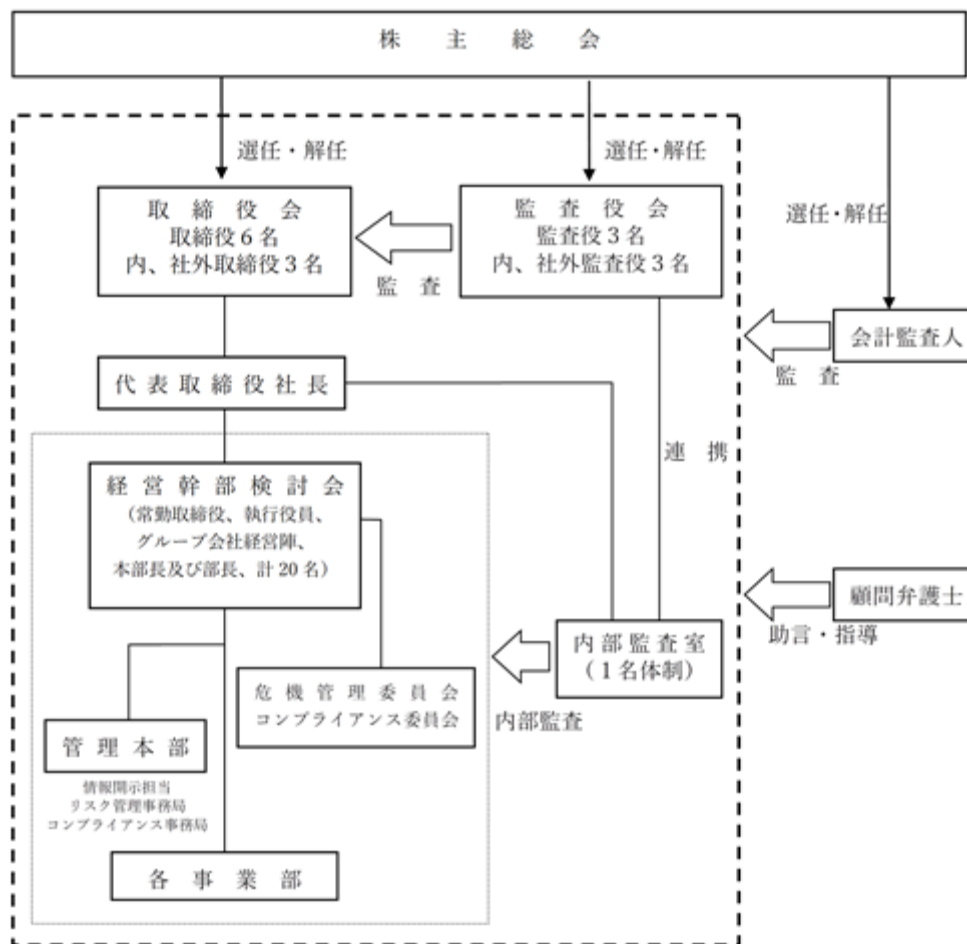 株主総会
選任・解任
選任・解任
選任・解任
取締役会
取締役6名
内、社外取締役3名
監査
監査役会
監査役3名
内、社外監査役3名
会計監査人
監査
代表取締役社長
連携
経営幹部検討会
(常勤取締役、執行役員、
グループ会社経営陣、
本部長及び部長、計20名)
顧問弁護士
助言・指導
内部監査室
(1名体制)
内部監査
危機管理委員会
コンプライアンス委員会
管理本部
情報開示担当
リスク管理事務局
コンプライアンス事務局
各事業部